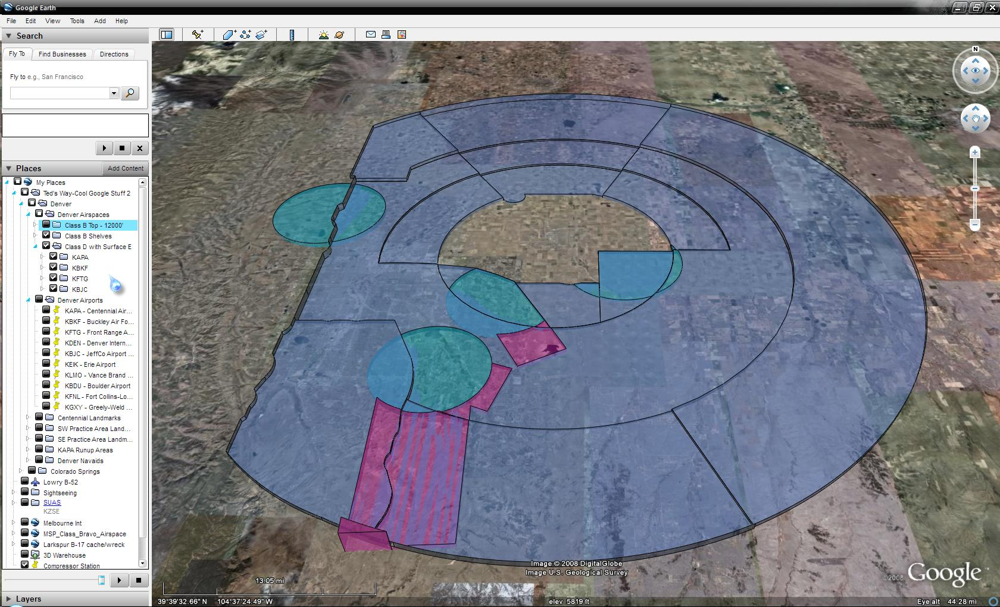 Google Earth
File Edit View Tools Add Help
Search
Fly To Find Businesses Directions
Fly to e.g., San Francisco
Places
Add Content
My Places
Ted's Way-Cool Google Stuff 2
Denver
Denver Airspaces
Class B Top - 12000'
Class B Shelves
Class D with Surface E
KAPA
KBKF
KFTG
KBJC
Denver Airports
KAPA - Centennial Air...
KBKF - Buckley Air Fo...
KFTG - Front Range A...
KDEN - Denver Intern...
KBJC - JeffCo Airport ...
KEIK - Erie Airport
KLMO - Vance Brand ...
KBDU - Boulder Airport
KFNL - Fort Collins-Lo...
KGXY - Greely-Weld ...
Centennial Landmarks
SW Practice Area Land...
SE Practice Area Landm...
KAPA Runup Areas
Denver Navaids
Colorado Springs
Lowry B-52
Sightseeing
SUAS
KZSE
Melbourne Int
MSP_Class_Bravo_Airspace
Larkspur B-17 cache/wreck
3D Warehouse
Compressor Station
Layers
N
Image © 2008 DigitalGlobe
Image U.S. Geological Survey
©2008 Google™
13.05 mi
39°39'32.66" N 104°37'24.49" W
elev 5819 ft
Eye alt 44.28 mi